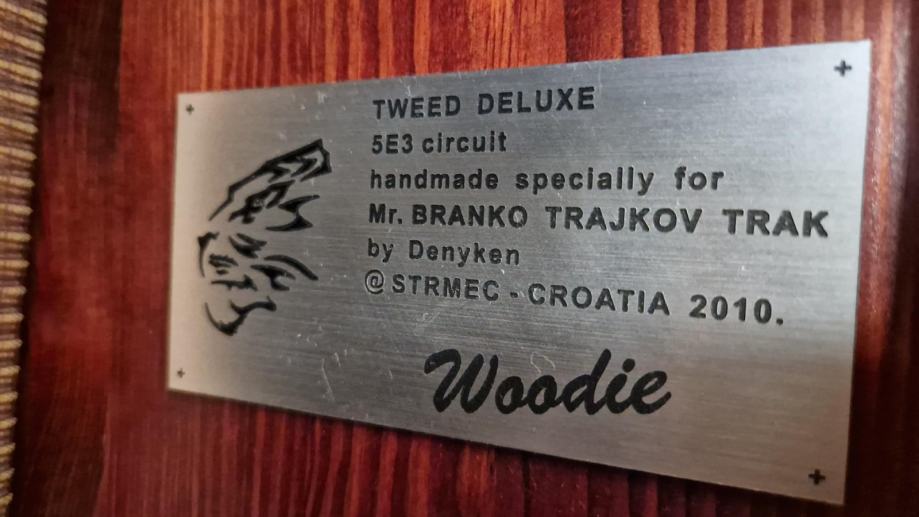 TWEED DELUXE
5E3 circuit
handmade specially for
Mr. BRANKO TRAJKOV TRAK
by Denyken
@ STRMEC - CROATIA 2010.
Woodie